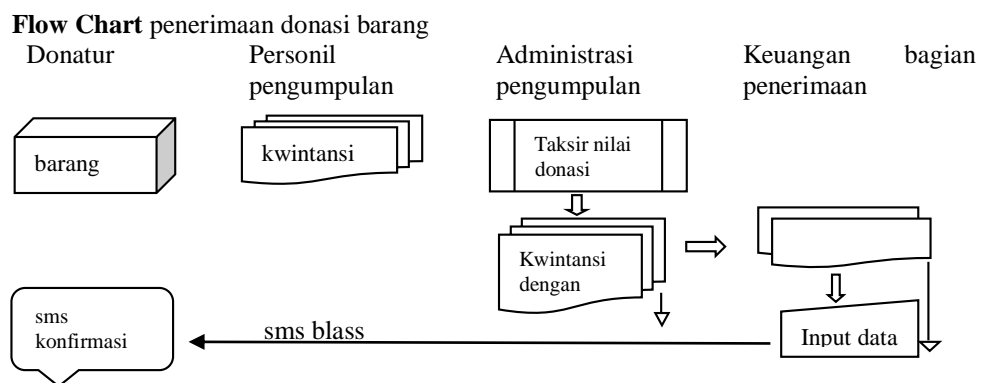 Flow Chart penerimaan donasi barang
Donatur Personil Administrasi Keuangan bagian
pengumpulan pengumpulan penerimaan
barang
kwintansi
Taksir nilai
donasi
Kwintansi
dengan
sms
konfirmasi
sms blass
Input data